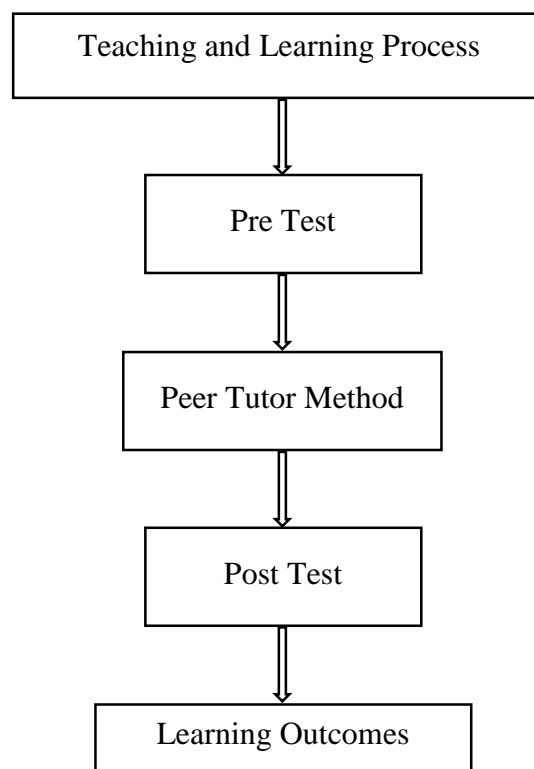 Teaching and Learning Process
Pre Test
Peer Tutor Method
Post Test
Learning Outcomes